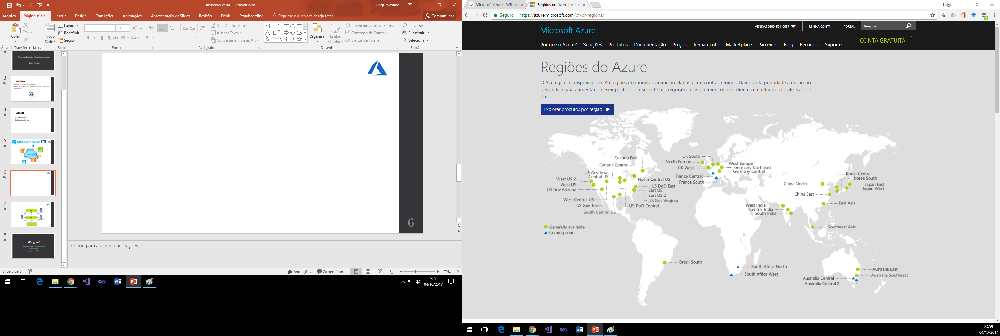 azureweekend - PowerPoint
Luigi Tavolaro
Arquivo
Página Inicial
Inserir
Design
Transições
Animações
Apresentação de Slides
Revisão
Exibir
Storyboarding
Diga-me o que você deseja fazer
Compartilhar
Colar
Área de Transferência
Novo
Slide
Layout
Redefinir
Seção
Slides
18
N I S S abc AV Aa A
Fonte
Direção do Texto
Alinhar Texto
Converter em SmartArt
Parágrafo
Organizar
Estilos
Rápidos
Preenchimento da Forma
Contorno da Forma
Efeitos de Forma
Desenho
Localizar
Substituir
Selecionar
Edição
Luigi Tavolaro
3
Mini bio
4
Agenda
- Introdução Azure
- Container as a Service
5
Microsoft Azure
6
7
8
Obrigado!
6
Clique para adicionar anotações
Slide 6 de 8
Anotações
Comentários
79%
23:59
04/10/2017
Microsoft Azure - Wikipe
Regiões do Azure | Micro
Luigi
Seguro
https://azure.microsoft.com/pt-br/regions/
20
Microsoft Azure
VENDAS 0800-591-6057
MINHA CONTA
PORTAL
Pesquisar
Por que o Azure?
Soluções
Produtos
Documentação
Preços
Treinamento
Marketplace
Parceiros
Blog
Recursos
Suporte
CONTA GRATUITA
Regiões do Azure
O Azure já está disponível em 36 regiões do mundo e anunciou planos para 6 outras regiões. Damos alta prioridade à expansão
geográfica para aumentar o desempenho e dar suporte aos requisitos e às preferências dos clientes em relação à localização de
dados.
Explorar produtos por região
Canada East
Canada Central
US Gov Iowa
Central US
West US 2
West US
US Gov Arizona
North Central US
US DoD East
East US
East US 2
US Gov Virginia
West Central US
US Gov Texas
US DoD Central
South Central US
UK South
North Europe
UK West
West Europe
Germany Northeast
Germany Central
France Central
France South
Korea Central
Korea South
China North
Japan East
Japan West
China East
East Asia
West India
Central India
South India
Southeast Asia
Generally available
Coming soon
Brazil South
South Africa North
South Africa West
Australia East
Australia Southeast
Australia Central
Australia Central 2
23:59
04/10/2017